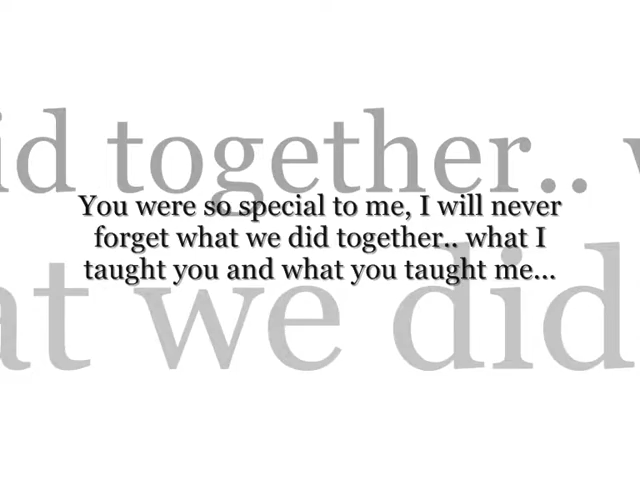 id together.. w
You were so special to me, I will never
forget what we did together.. what I
taught you and what you taught me...
at we did